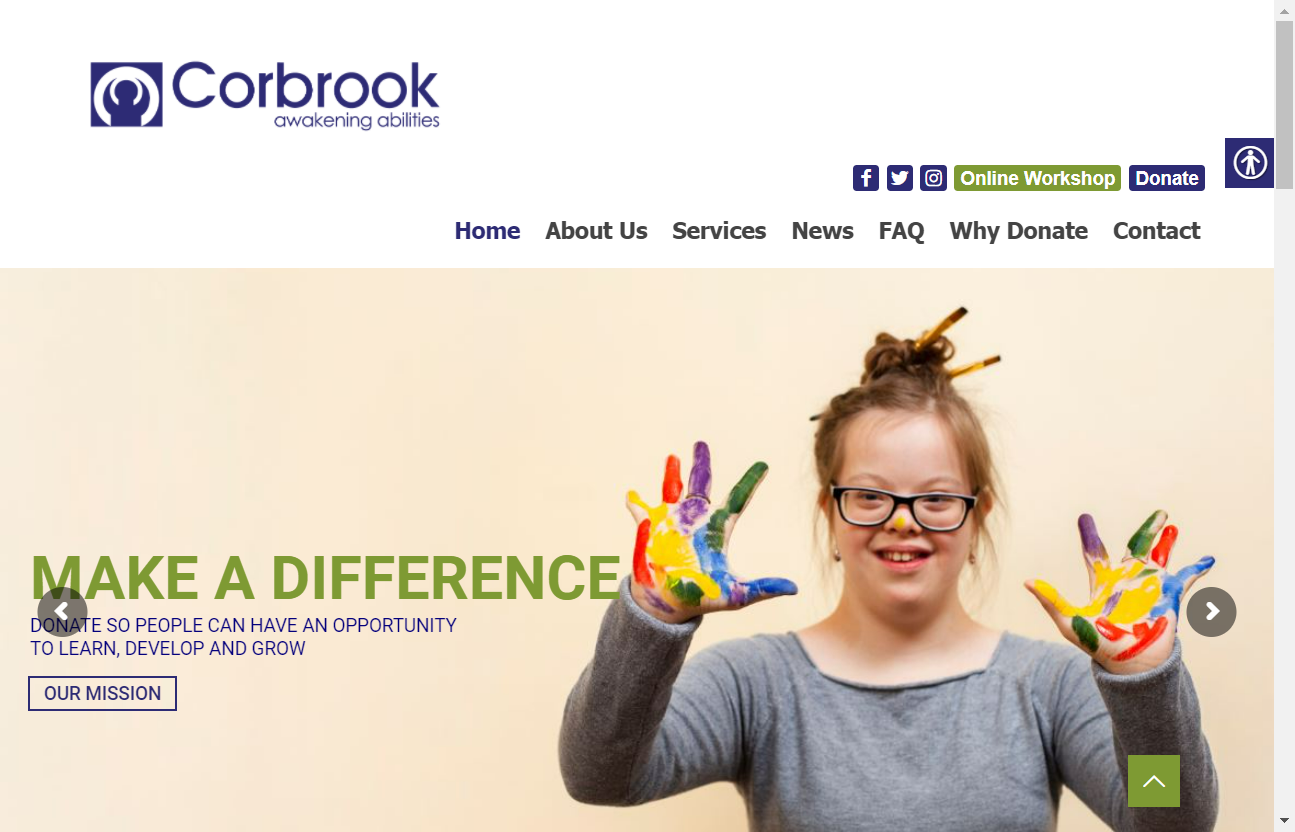 Corbrook
awakening abilities
Online Workshop Donate
Home About Us Services News FAQ Why Donate Contact
MAKE A DIFFERENCE
DONATE SO PEOPLE CAN HAVE AN OPPORTUNITY
TO LEARN, DEVELOP AND GROW
OUR MISSION